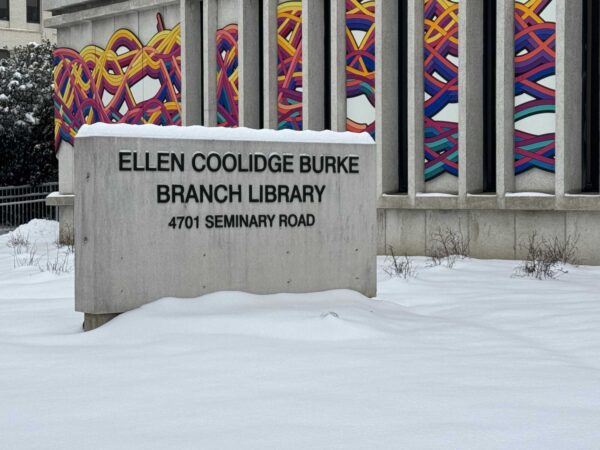 ELLEN COOLIDGE BURKE
BRANCH LIBRARY
4701 SEMINARY ROAD